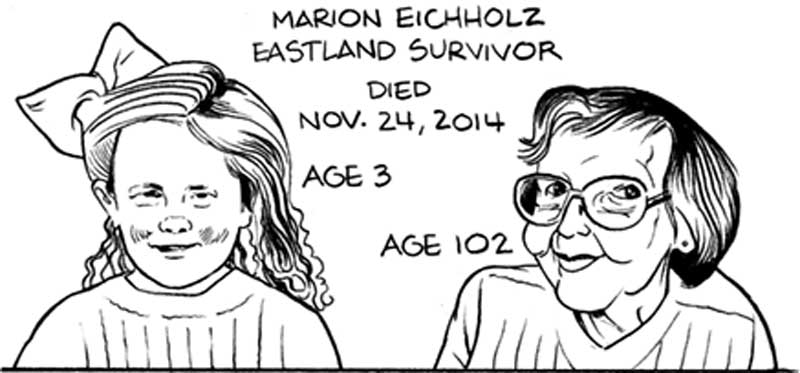 MARION EICHHOLZ
EASTLAND SURVIVOR
DIED
NOV. 24, 2014
AGE 3
AGE 102